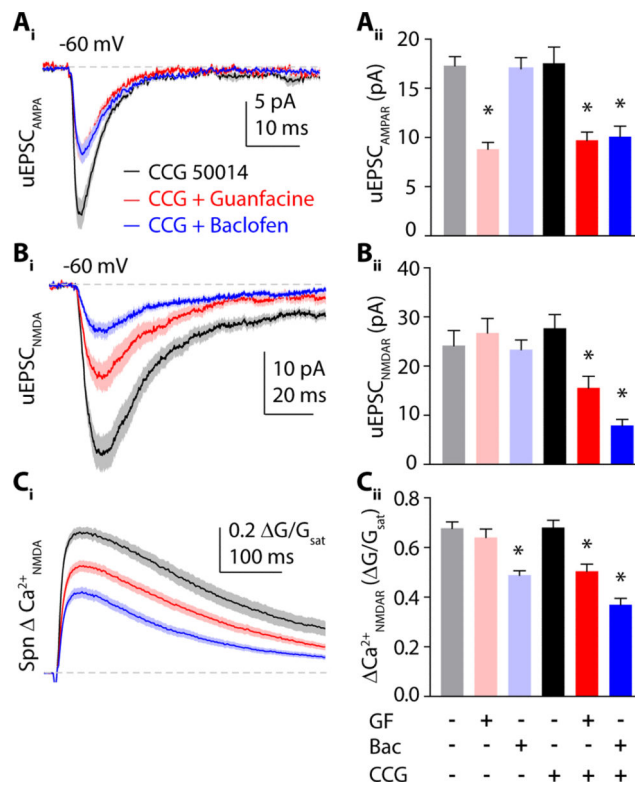 Ai
-60 mV
uEPSC_AMPA
5 pA
10 ms
CCG 50014
CCG + Guanfacine
CCG + Baclofen
Aii
uEPSC_AMPAR (pA)
20
15
10
5
0
*
*
*
Bi
-60 mV
uEPSC_NMDA
10 pA
20 ms
Bii
uEPSC_NMDAR (pA)
40
30
20
10
0
*
*
Ci
Spn Δ Ca²⁺_NMDA
0.2 ΔG/G_sat
100 ms
Cii
ΔCa²⁺_NMDAR (ΔG/G_sat)
0.8
0.6
0.4
0.2
0.0
*
*
*
GF - + - - + -
Bac - - + - - +
CCG - - - + + +